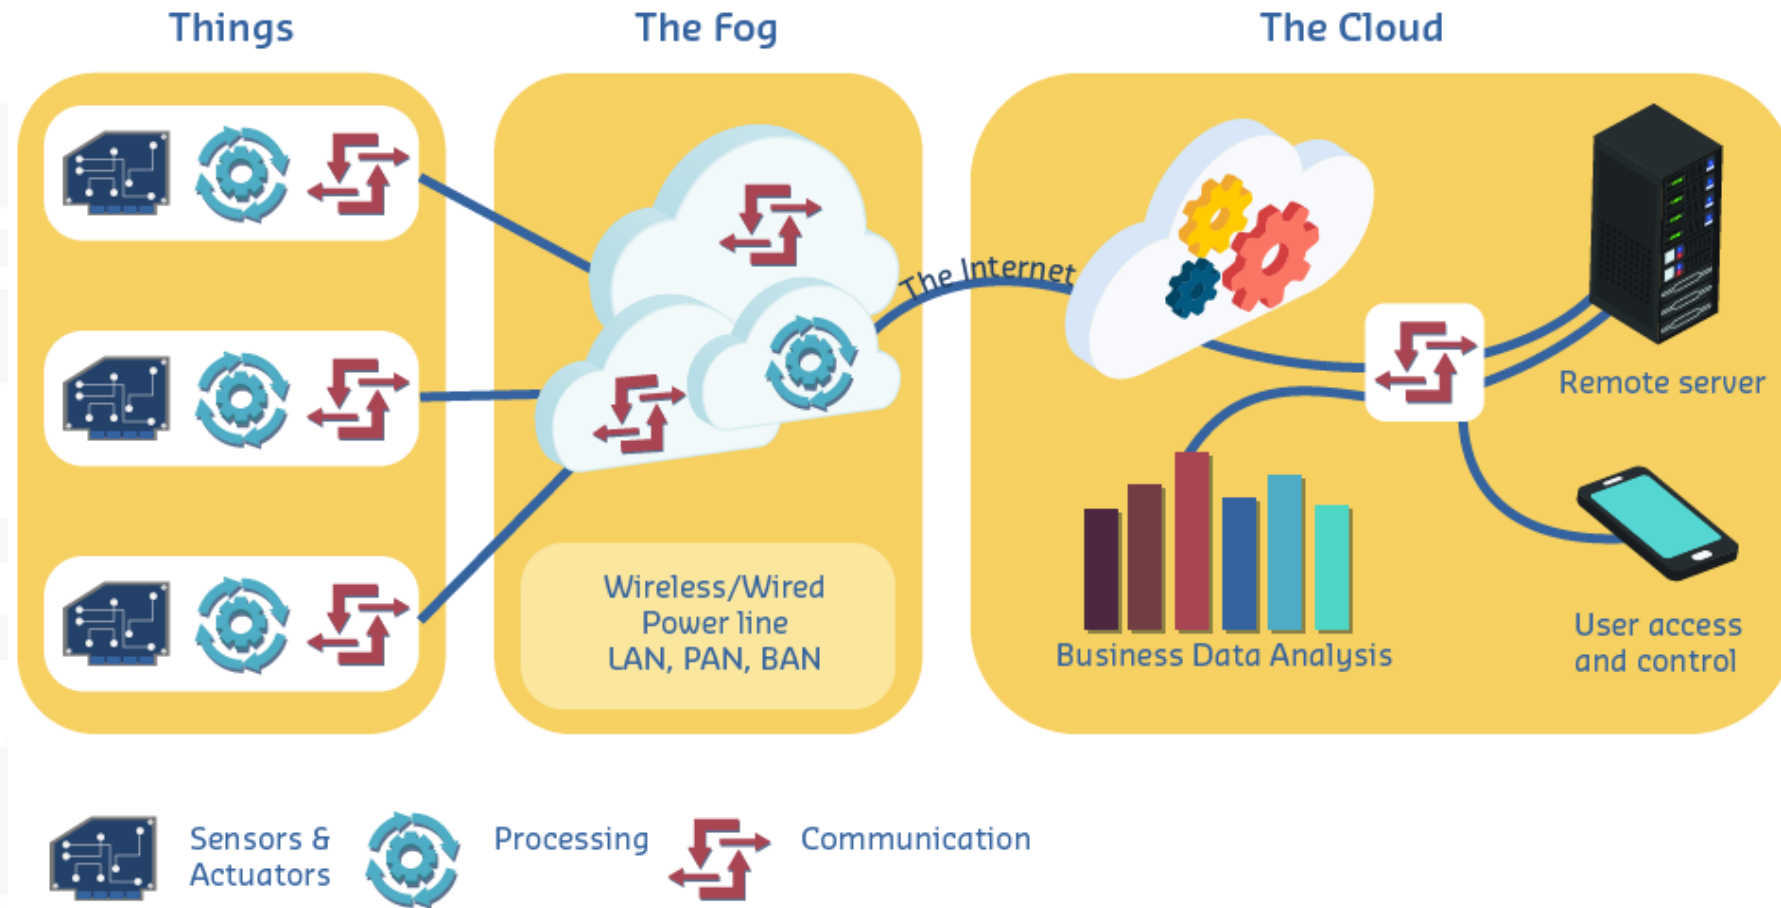 Things
The Fog
The Cloud
The Internet
Wireless/Wired
Power line
LAN, PAN, BAN
Remote server
Business Data Analysis
User access
and control
Sensors &
Actuators
Processing
Communication